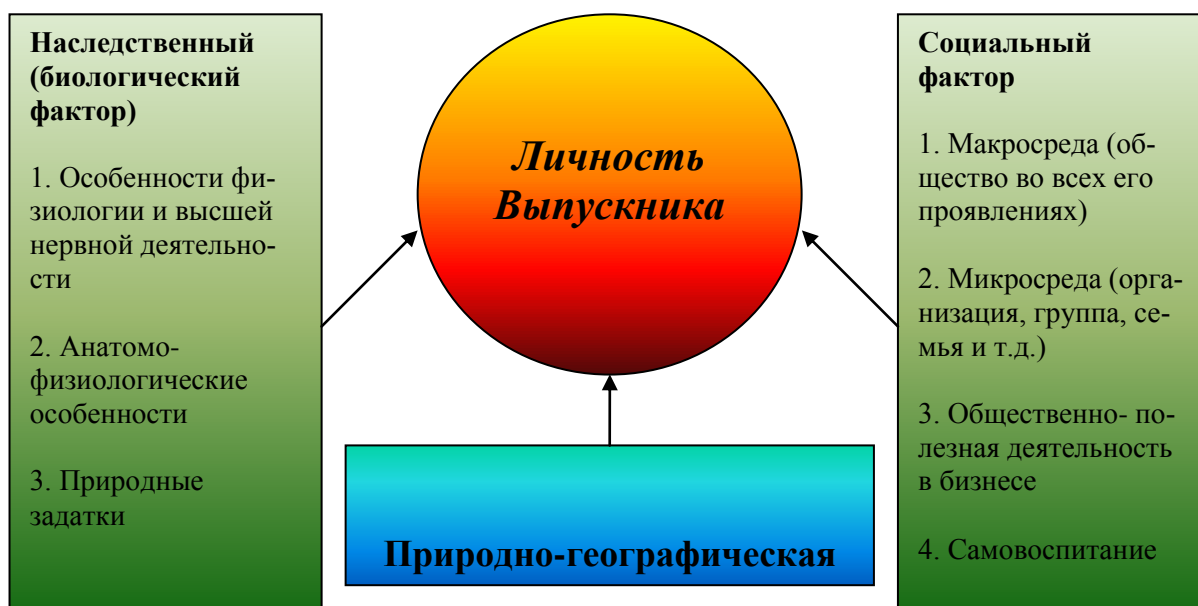 Наследственный
(биологический
фактор)
1. Особенности фи-
зиологии и высшей
нервной деятельно-
сти
2. Анатомо-
физиологические
особенности
3. Природные
задатки
Личность
Выпускника
Природно-географическая
Социальный
фактор
1. Макросреда (об-
щество во всех его
проявлениях)
2. Микросреда (орга-
низация, группа, се-
мья и т.д.)
3. Общественно- по-
лезная деятельность
в бизнесе
4. Самовоспитание